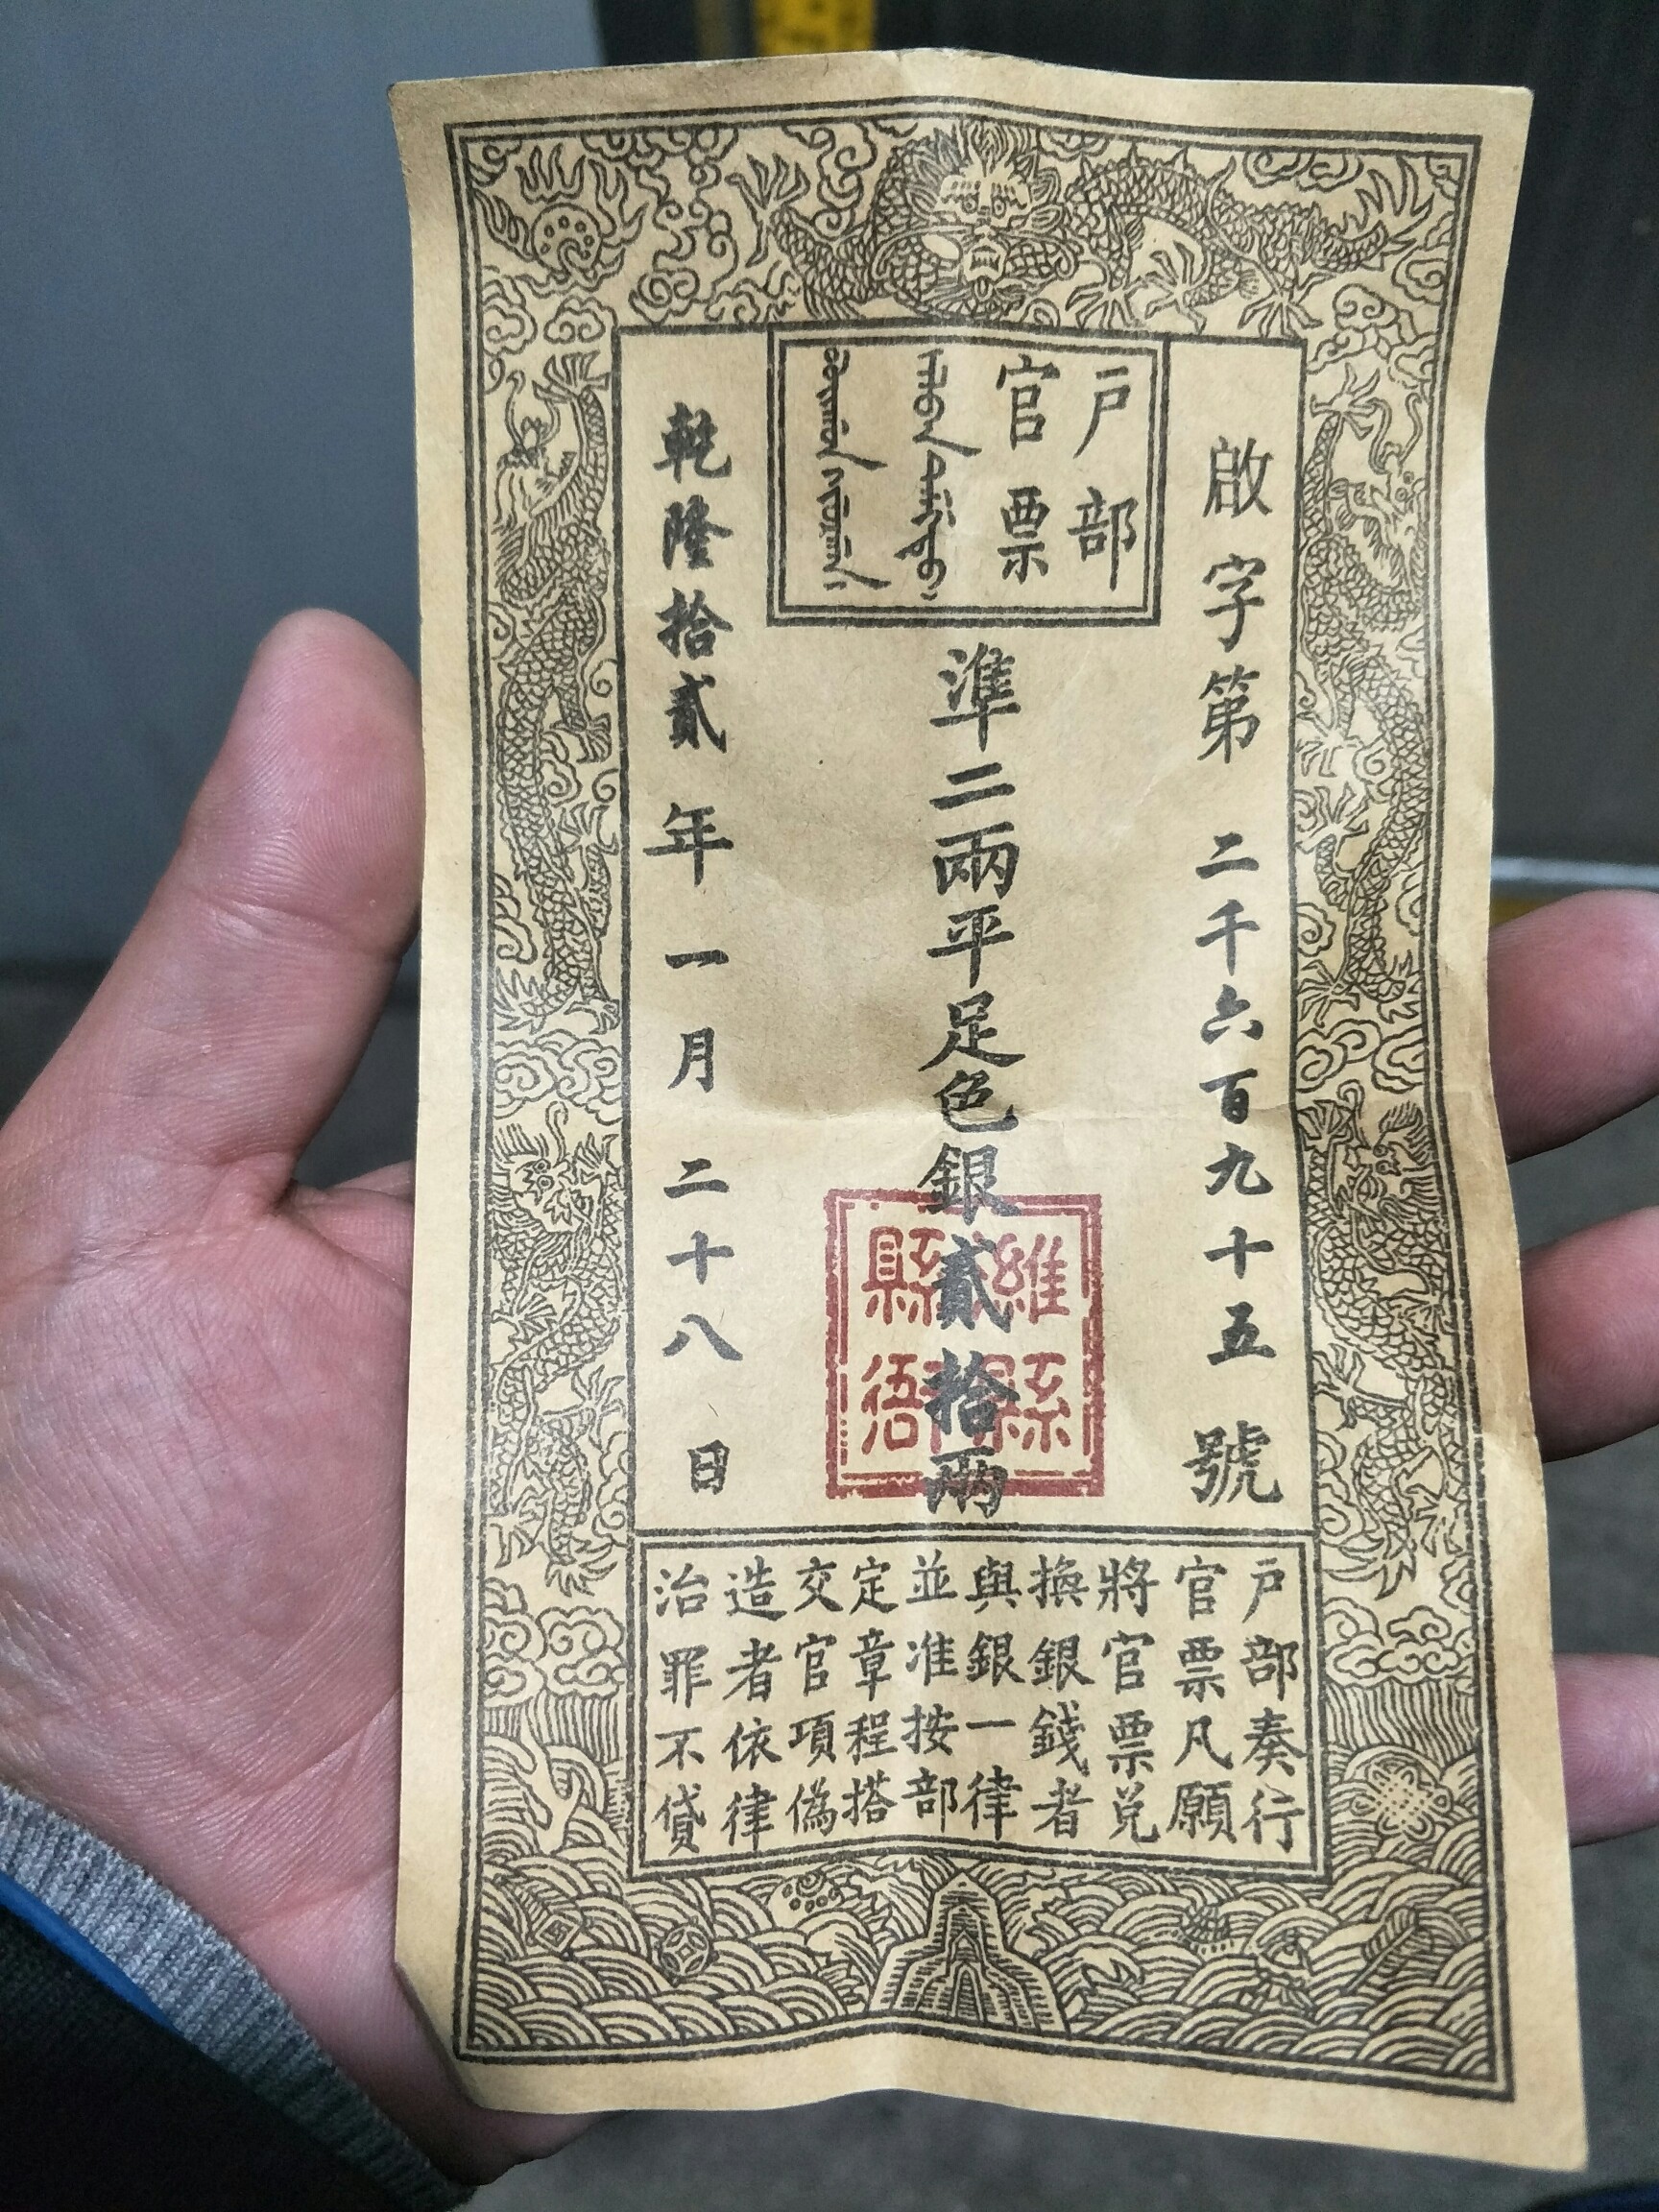 戶部
官票
啟字第二千六百九十五號
準二兩平足色銀貳拾兩
乾隆拾貳年一月二十八日
戶部奏行
官票凡願
將官票兌
換銀錢者
與銀一律
並准按部
定章程搭
交官項偽
造者依律
治罪不貸